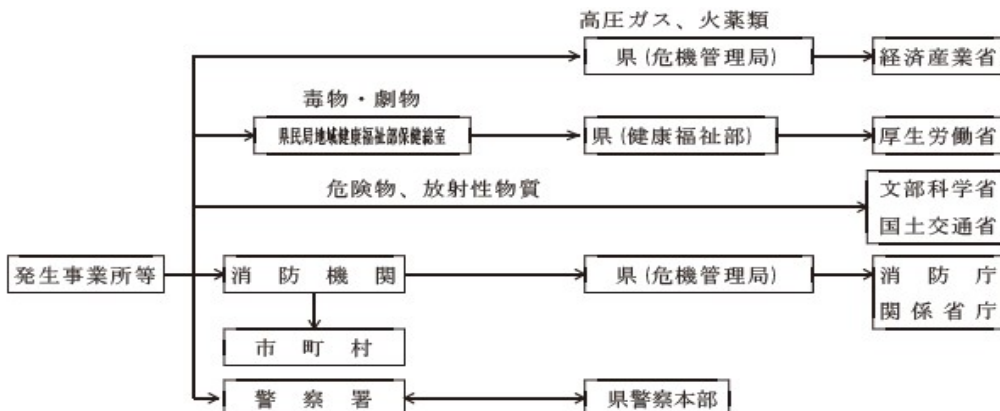 高圧ガス、火薬類
県(危機管理局)
経済産業省
毒物・劇物
県民局地域健康福祉部保健総室
県(健康福祉部)
厚生労働省
危険物、放射性物質
文部科学省
国土交通省
発生事業所等
消防機関
県(危機管理局)
消防庁
関係省庁
市町村
警察署
県警察本部